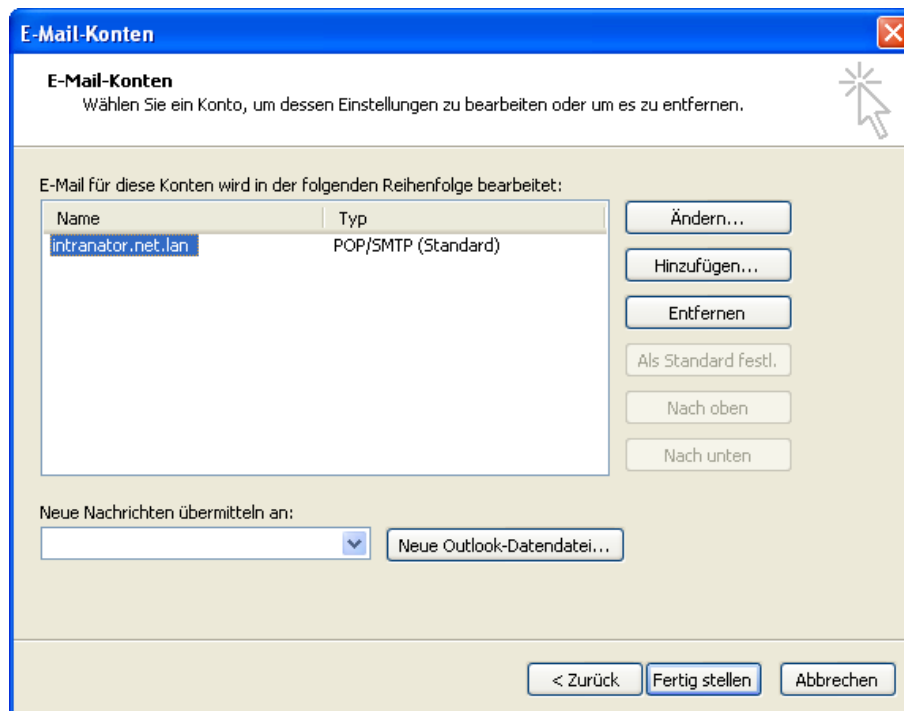 E-Mail-Konten
E-Mail-Konten
Wählen Sie ein Konto, um dessen Einstellungen zu bearbeiten oder um es zu entfernen.
E-Mail für diese Konten wird in der folgenden Reihenfolge bearbeitet:
Name Typ
intranator.net.lan POP/SMTP (Standard)
Ändern...
Hinzufügen...
Entfernen
Als Standard festl.
Nach oben
Nach unten
Neue Nachrichten übermitteln an:
Neue Outlook-Datendatei...
< Zurück Fertig stellen Abbrechen